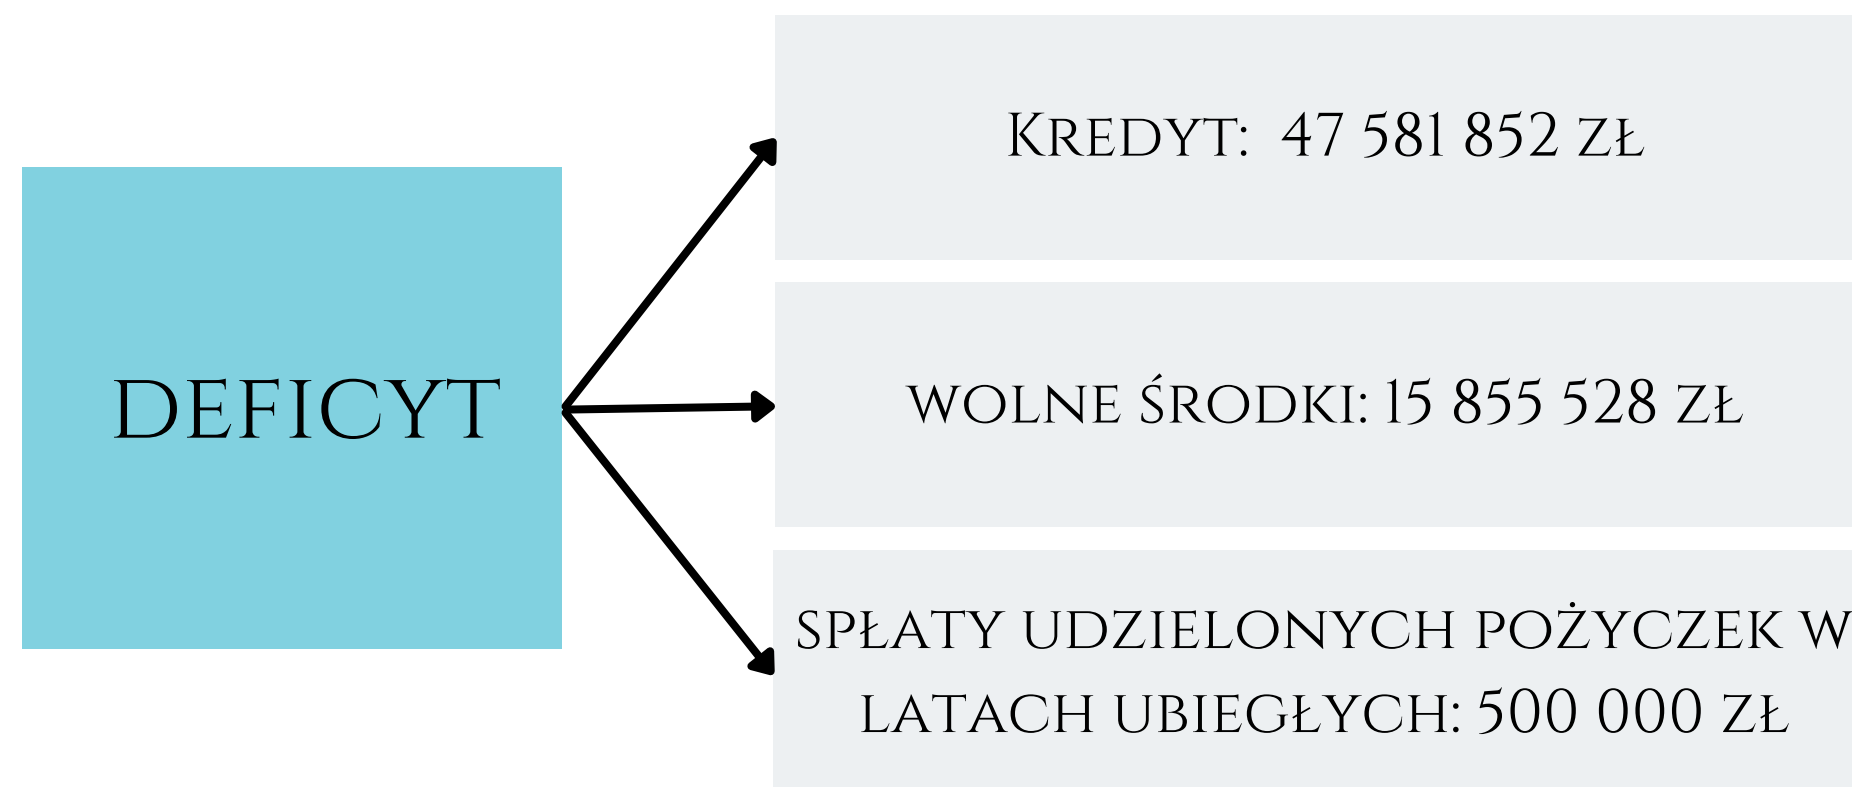 DEFICYT
Kredyt: 47 581 852 zł
wolne środki: 15 855 528 zł
spłaty udzielonych pożyczek w
latach ubiegłych: 500 000 zł